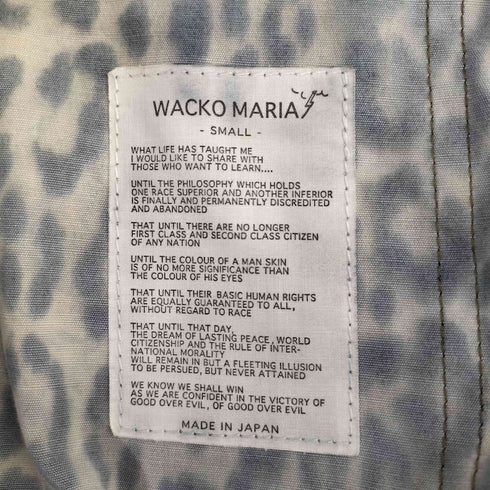 WACKO MARIA
- SMALL -
WHAT LIFE HAS TAUGHT ME
I WOULD LIKE TO SHARE WITH
THOSE WHO WANT TO LEARN....
UNTIL THE PHILOSOPHY WHICH HOLDS
ONE RACE SUPERIOR AND ANOTHER INFERIOR
IS FINALLY AND PERMANENTLY DISCREDITED
AND ABANDONED
THAT UNTIL THERE ARE NO LONGER
FIRST CLASS AND SECOND CLASS CITIZEN
OF ANY NATION
UNTIL THE COLOUR OF A MAN SKIN
IS OF NO MORE SIGNIFICANCE THAN
THE COLOUR OF HIS EYES
THAT UNTIL THEIR BASIC HUMAN RIGHTS
ARE EQUALLY GUARANTEED TO ALL,
WITHOUT REGARD TO RACE
THAT UNTIL THAT DAY,
THE DREAM OF LASTING PEACE, WORLD
CITIZENSHIP AND THE RULE OF INTER-
NATIONAL MORALITY
WILL REMAIN IN BUT A FLEETING ILLUSION
TO BE PERSUED, BUT NEVER ATTAINED
WE KNOW WE SHALL WIN
AS WE ARE CONFIDENT IN THE VICTORY OF
GOOD OVER EVIL, OF GOOD OVER EVIL
MADE IN JAPAN